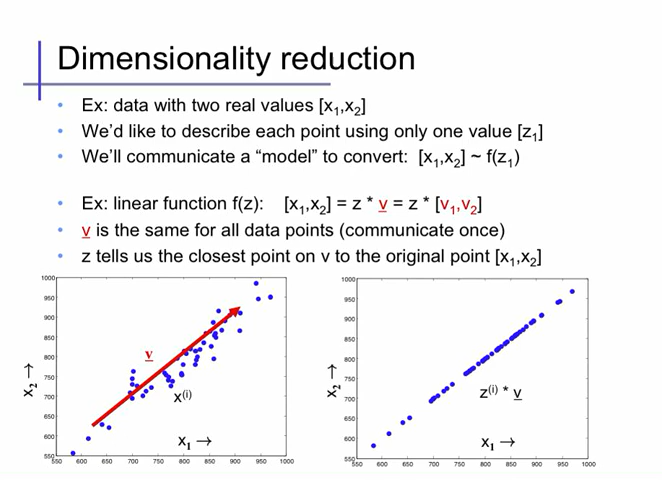 Dimensionality reduction
• Ex: data with two real values [x₁,x₂]
• We'd like to describe each point using only one value [z₁]
• We'll communicate a “model” to convert: [x₁,x₂] ~ f(z₁)
• Ex: linear function f(z): [x₁,x₂] = z * v = z * [v₁,v₂]
• v is the same for all data points (communicate once)
• z tells us the closest point on v to the original point [x₁,x₂]
1000
950
900
850
800
750
700
650
600
550
x₂ →
v
x⁽ⁱ⁾
x₁ →
550 600 650 700 750 800 850 900 950 1000
1000
950
900
850
800
750
700
650
600
550
x₂ →
z⁽ⁱ⁾ * v
x₁ →
550 600 650 700 750 800 850 900 950 1000